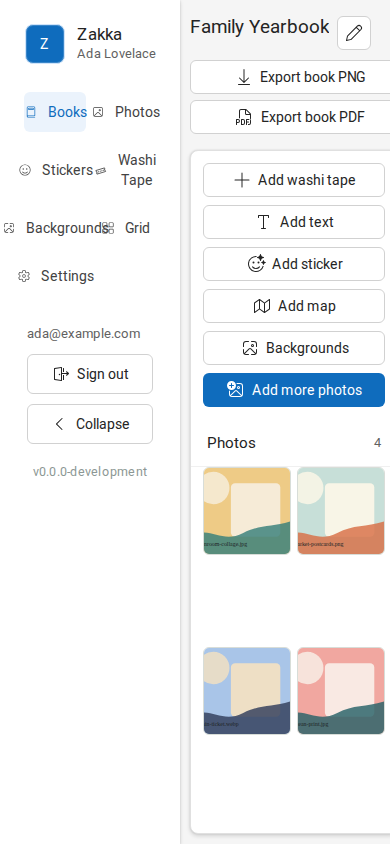 Z
Zakka
Ada Lovelace
Books
Photos
Stickers
Washi
Tape
Backgrounds
Grid
Settings
ada@example.com
Sign out
Collapse
v0.0.0-development
Family Yearbook
Export book PNG
PDF
Export book PDF
Add washi tape
Add text
Add sticker
Add map
Backgrounds
Add more photos
Photos
4